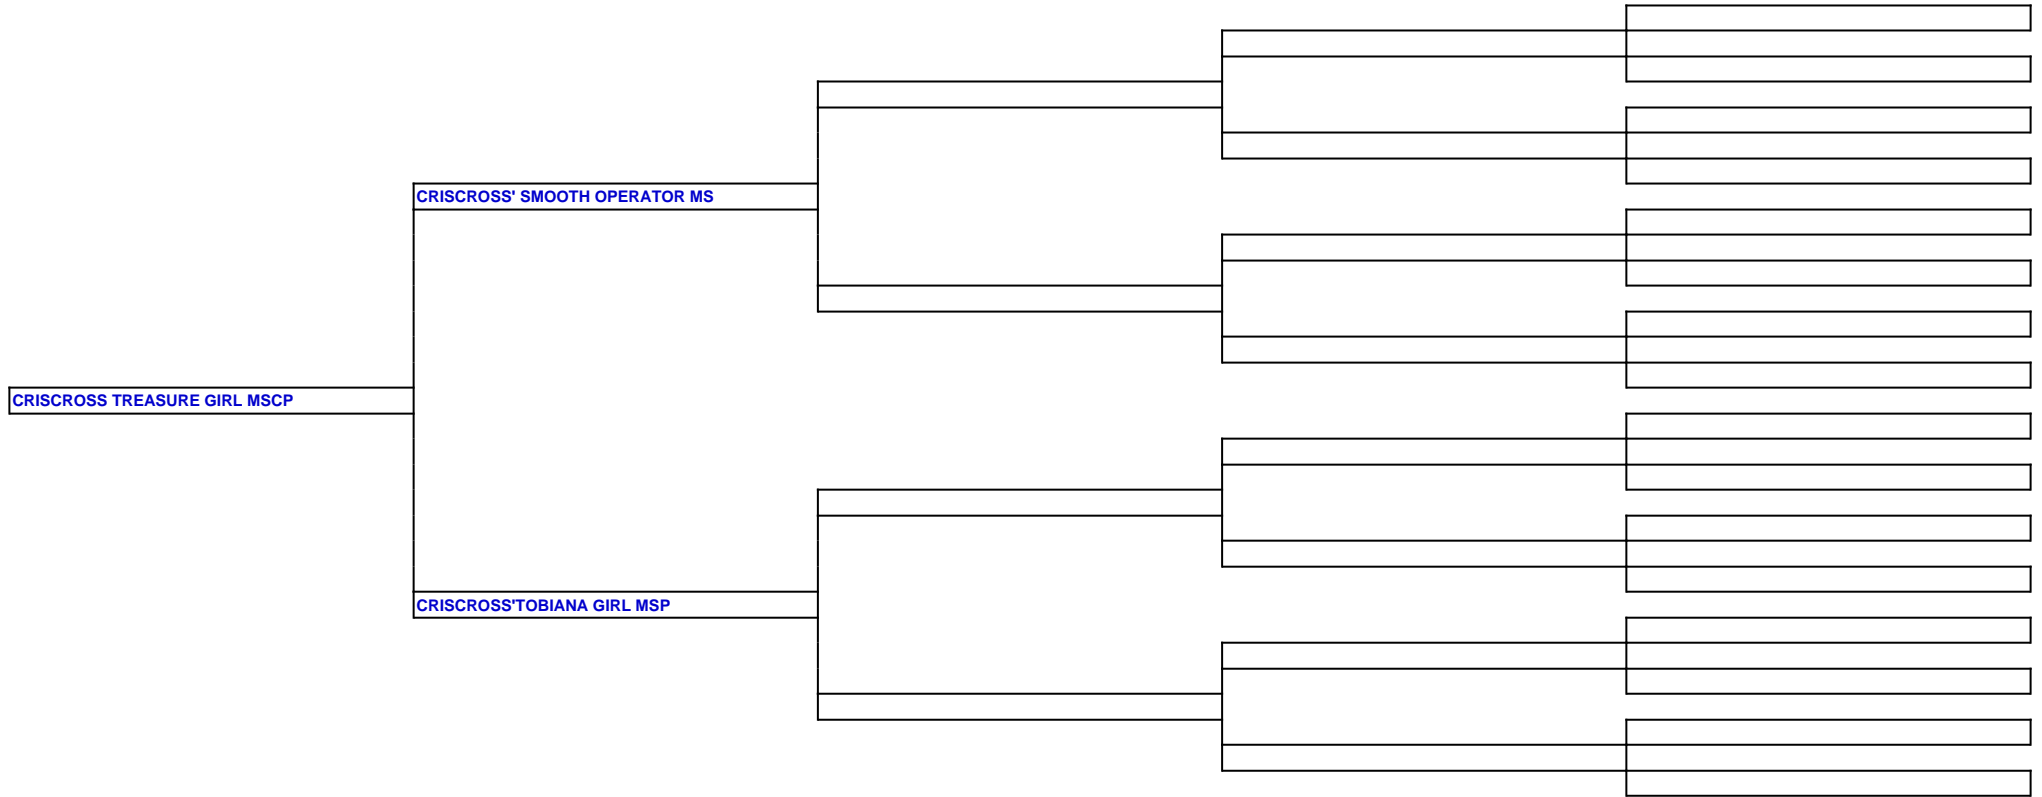 CRISCROSS' SMOOTH OPERATOR MS
CRISCROSS TREASURE GIRL MSCP
CRISCROSS'TOBIANA GIRL MSP